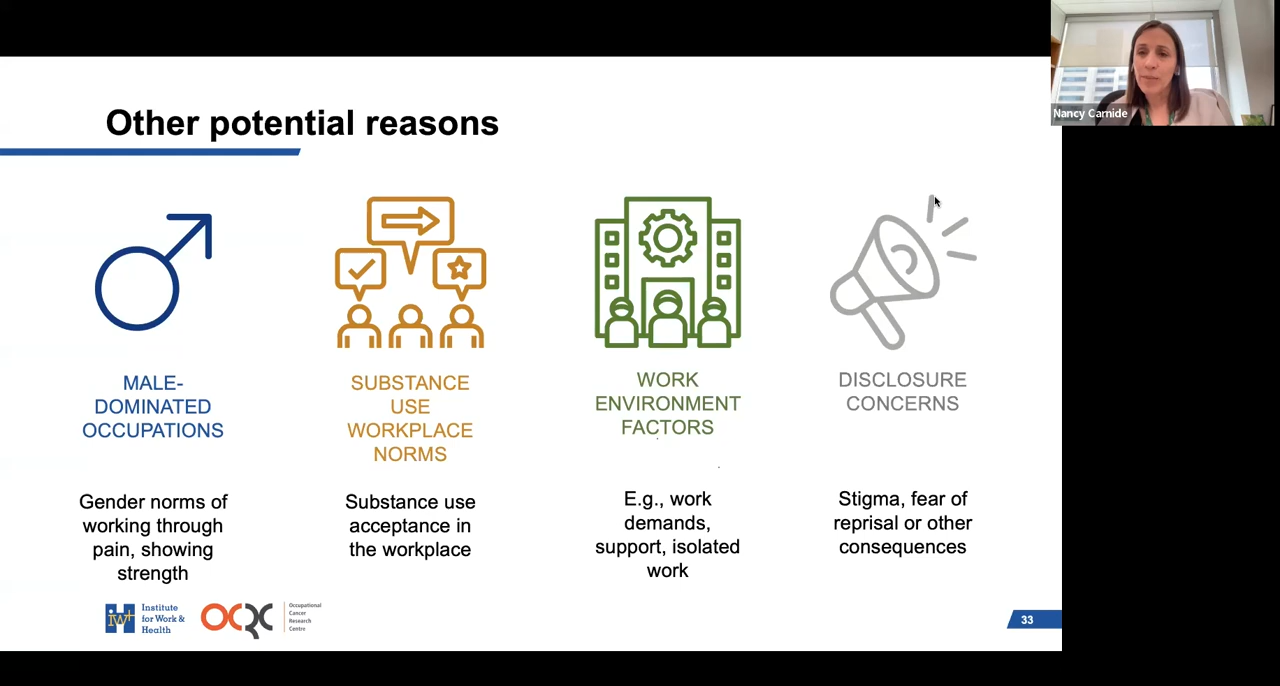 Nancy Carnide
Other potential reasons
MALE-
DOMINATED
OCCUPATIONS
Gender norms of
working through
pain, showing
strength
SUBSTANCE
USE
WORKPLACE
NORMS
Substance use
acceptance in
the workplace
WORK
ENVIRONMENT
FACTORS
E.g., work
demands,
support, isolated
work
DISCLOSURE
CONCERNS
Stigma, fear of
reprisal or other
consequences
iwh
Institute
for Work &
Health
OCRC
Occupational
Cancer
Research
Centre
33